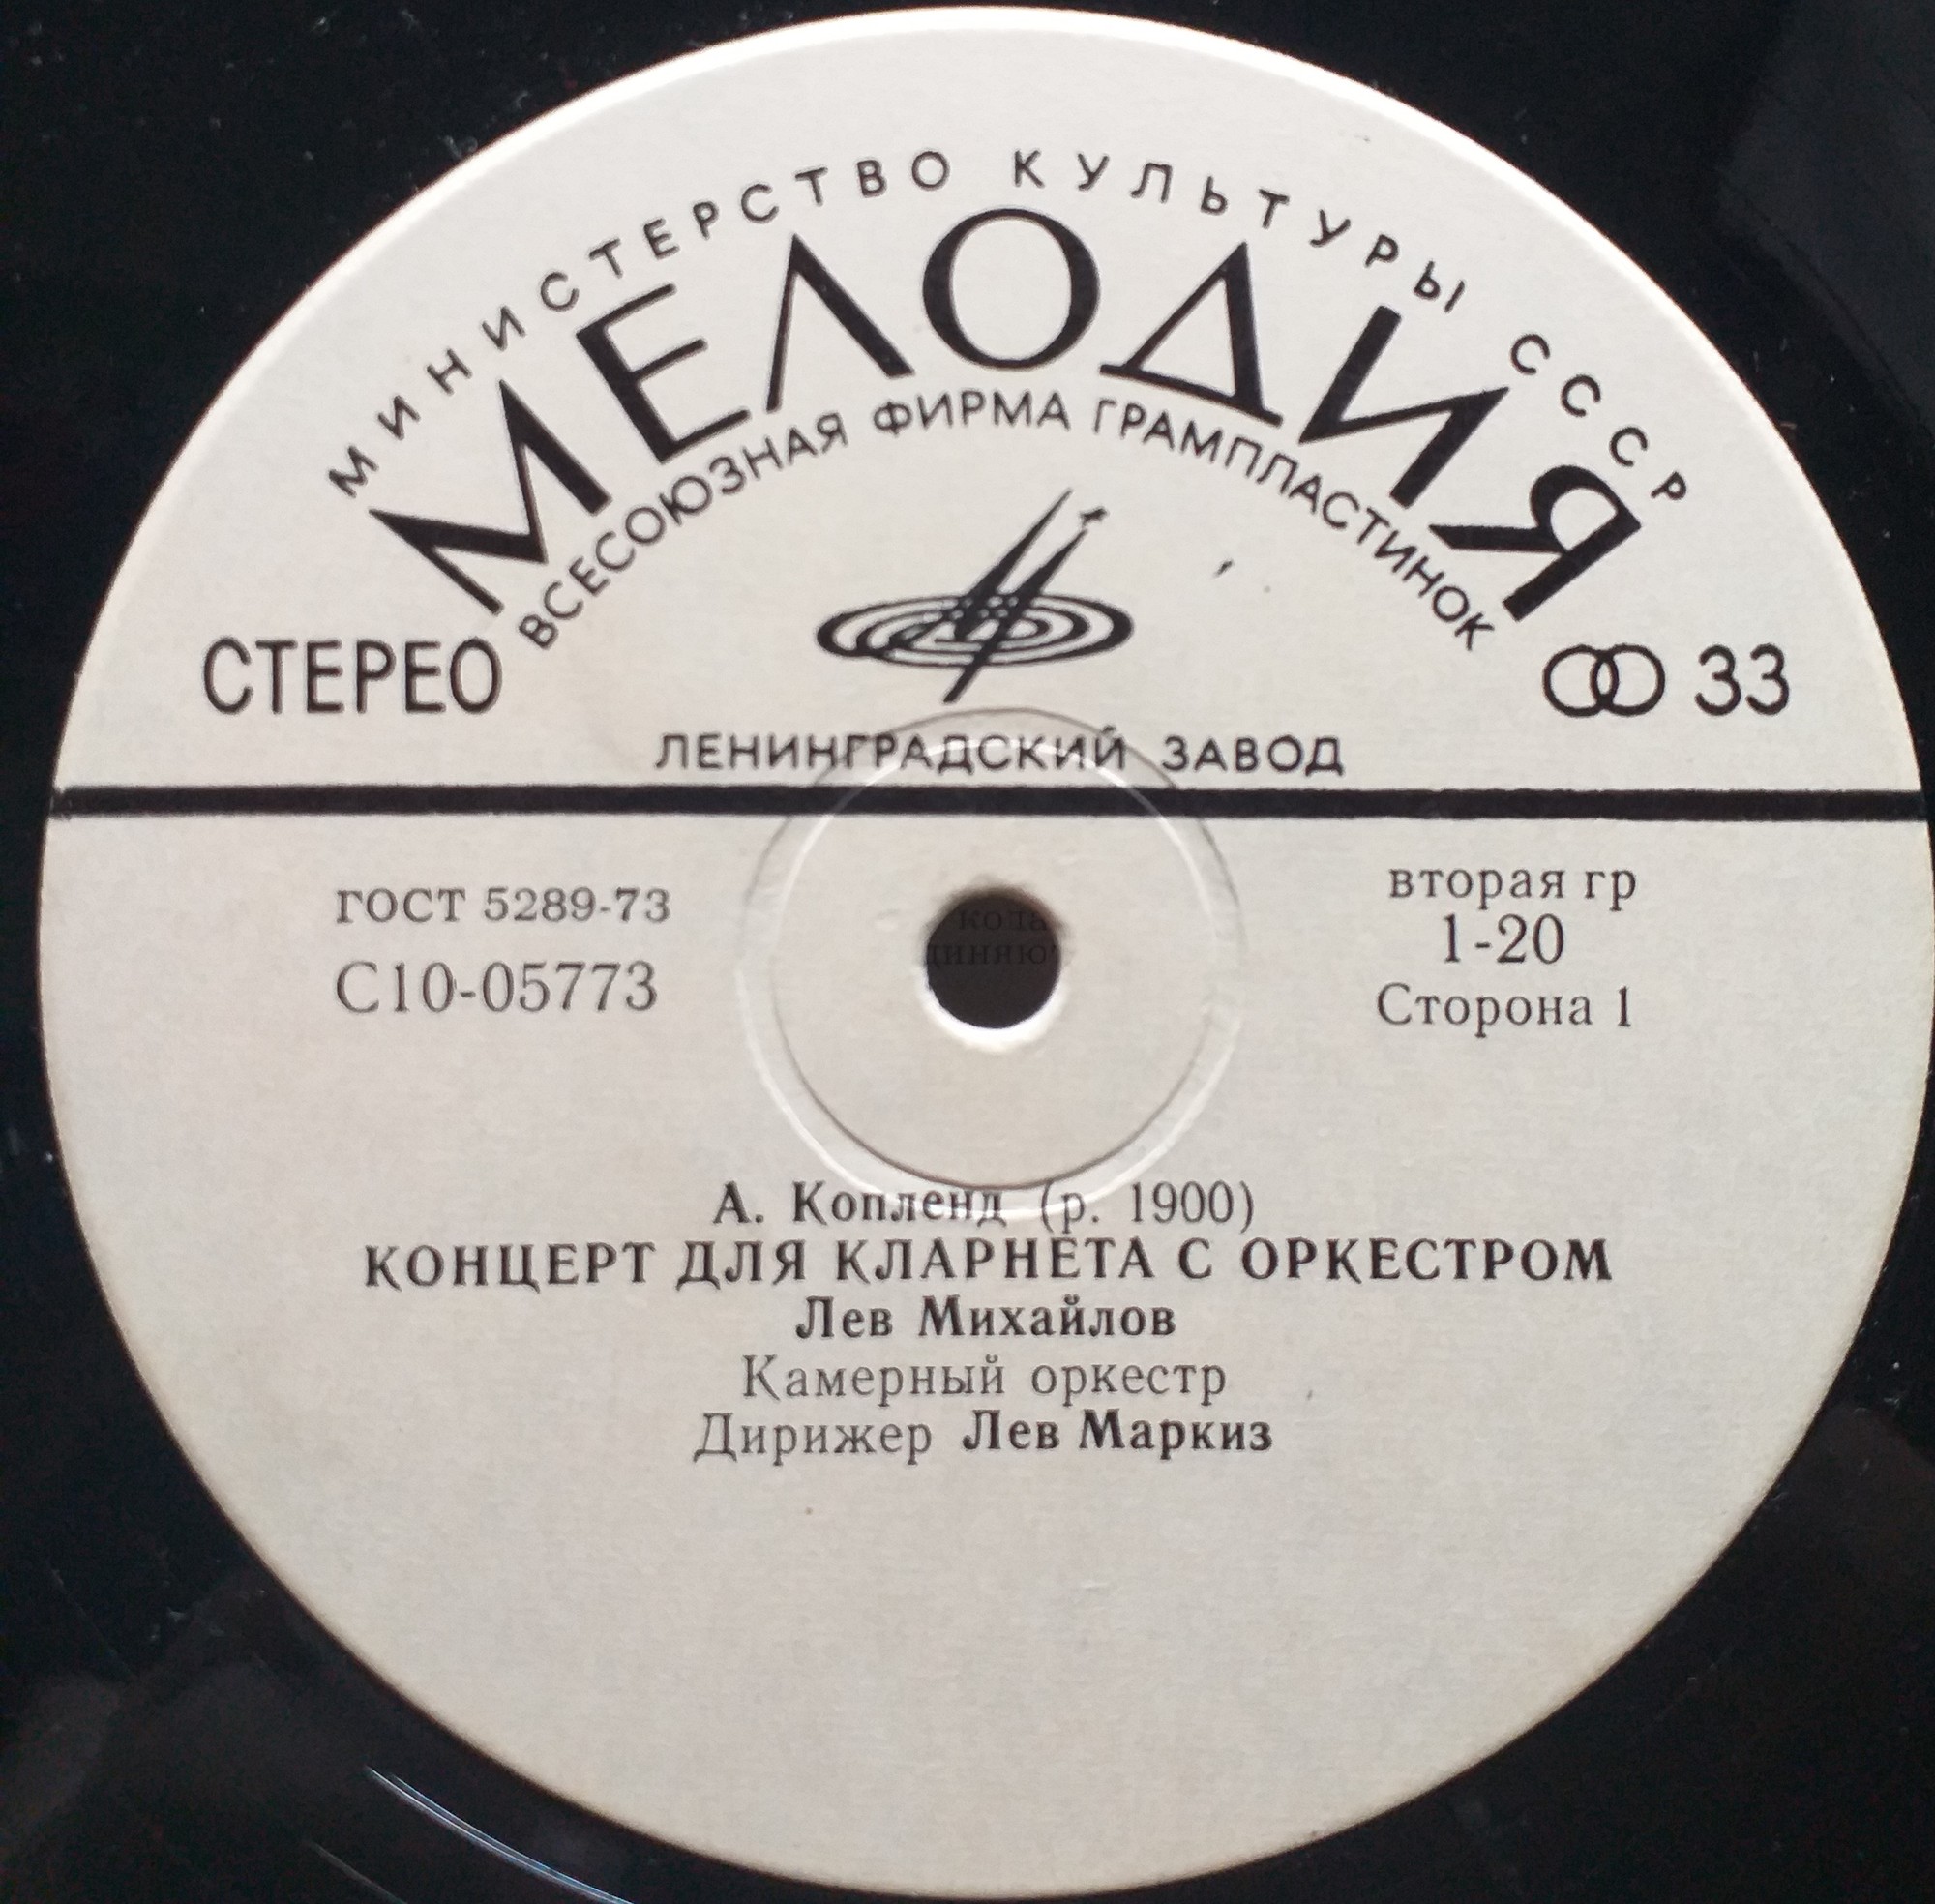 МИНИСТЕРСТВО КУЛЬТУРЫ СССР
МЕЛОДИЯ
ВСЕСОЮЗНАЯ ФИРМА ГРАМПЛАСТИНОК
СТЕРЕО
33
ЛЕНИНГРАДСКИЙ ЗАВОД
ГОСТ 5289-73
С10-05773
вторая гр
1-20
Сторона 1
А. Копленд (р. 1900)
КОНЦЕРТ ДЛЯ КЛАРНЕТА С ОРКЕСТРОМ
Лев Михайлов
Камерный оркестр
Дирижер Лев Маркиз